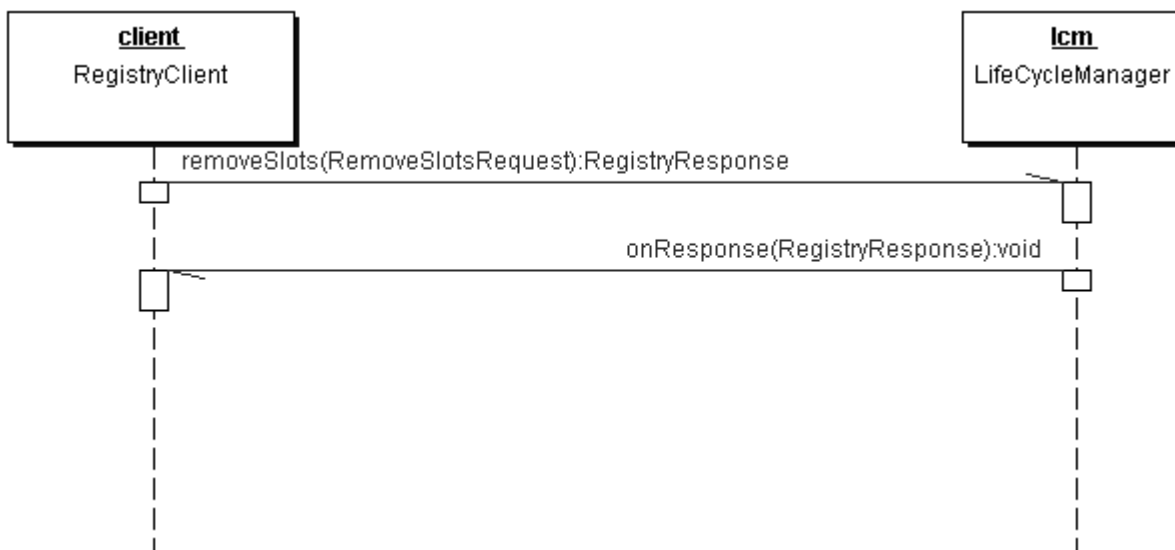 client
RegistryClient
lcm
LifeCycleManager
removeSlots(RemoveSlotsRequest):RegistryResponse
onResponse(RegistryResponse):void